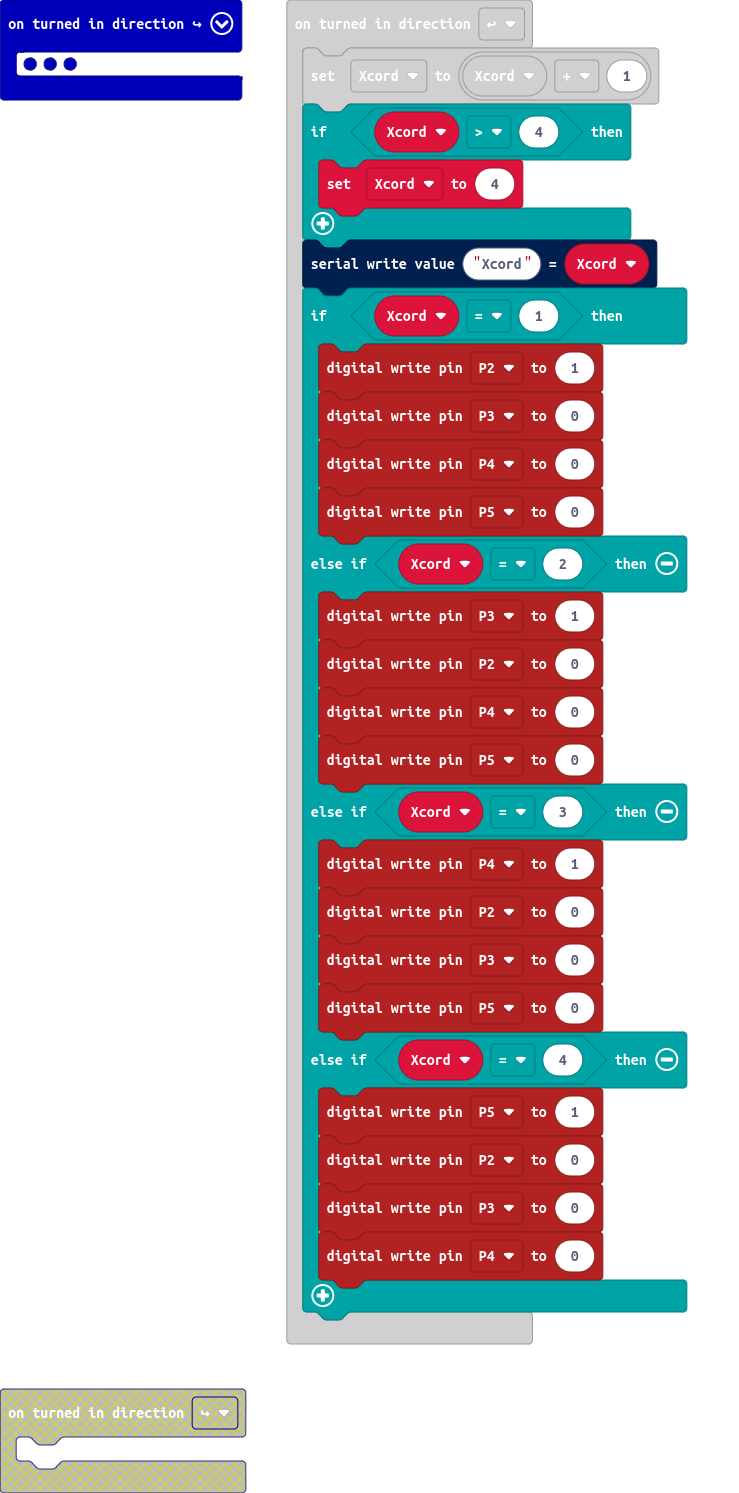 on turned in direction ↪
on turned in direction ↩
set Xcord to Xcord + 1
if Xcord > 4 then
set Xcord to 4
serial write value "Xcord" = Xcord
if Xcord = 1 then
digital write pin P2 to 1
digital write pin P3 to 0
digital write pin P4 to 0
digital write pin P5 to 0
else if Xcord = 2 then
digital write pin P3 to 1
digital write pin P2 to 0
digital write pin P4 to 0
digital write pin P5 to 0
else if Xcord = 3 then
digital write pin P4 to 1
digital write pin P2 to 0
digital write pin P3 to 0
digital write pin P5 to 0
else if Xcord = 4 then
digital write pin P5 to 1
digital write pin P2 to 0
digital write pin P3 to 0
digital write pin P4 to 0
on turned in direction ↪